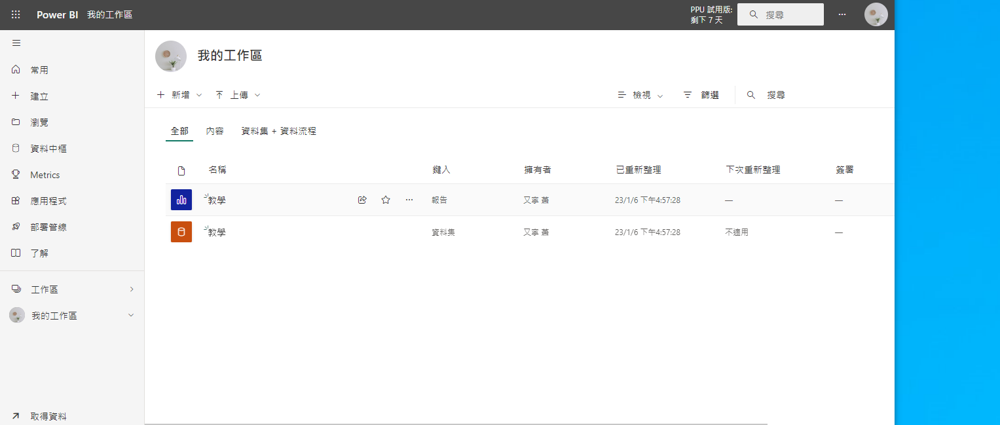 Power BI 我的工作區
PPU 試用版:
剩下 7 天
搜尋
常用
建立
瀏覽
資料中樞
Metrics
應用程式
部署管線
了解
工作區
我的工作區
取得資料
我的工作區
新增 上傳 檢視 篩選 搜尋
全部 內容 資料集 + 資料流程
名稱 鍵入 擁有者 已重新整理 下次重新整理 簽署
教學 報告 又寧 蕭 23/1/6 下午4:57:28 —  —
教學 資料集 又寧 蕭 23/1/6 下午4:57:28 不適用 —